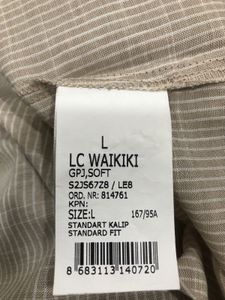 L
LC WAIKIKI
GPJ,SOFT
S2JS67Z8 / LE8
ORD. NR: 814761
KPN:
SIZE:L 167/95A
STANDART KALIP
STANDARD FIT
8 683113 140720